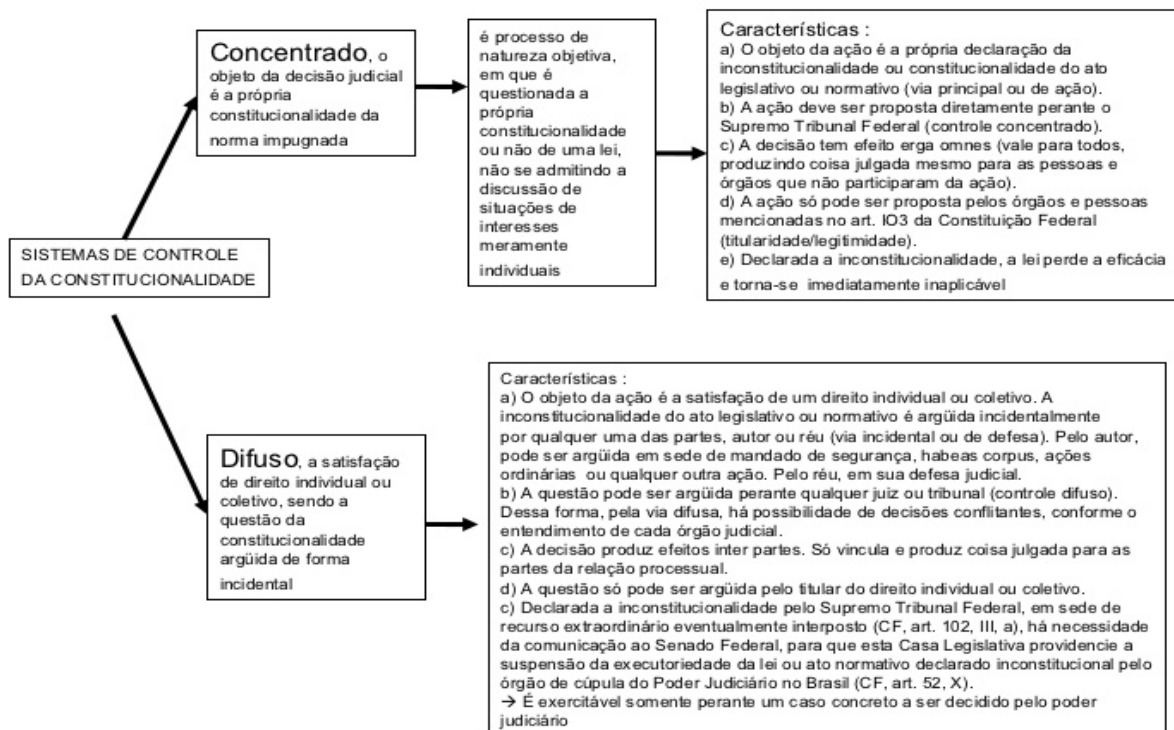 SISTEMAS DE CONTROLE
DA CONSTITUCIONALIDADE
Concentrado, o
objeto da decisão judicial
é a própria
constitucionalidade da
norma impugnada
é processo de
natureza objetiva,
em que é
questionada a
própria
constitucionalidade
ou não de uma lei,
não se admitindo a
discussão de
situações de
interesses
meramente
individuais
Características :
a) O objeto da ação é a própria declaração da
inconstitucionalidade ou constitucionalidade do ato
legislativo ou normativo (via principal ou de ação).
b) A ação deve ser proposta diretamente perante o
Supremo Tribunal Federal (controle concentrado).
c) A decisão tem efeito erga omnes (vale para todos,
produzindo coisa julgada mesmo para as pessoas e
órgãos que não participaram da ação).
d) A ação só pode ser proposta pelos órgãos e pessoas
mencionadas no art. IO3 da Constituição Federal
(titularidade/legitimidade).
e) Declarada a inconstitucionalidade, a lei perde a eficácia
e torna-se imediatamente inaplicável
Difuso, a satisfação
de direito individual ou
coletivo, sendo a
questão da
constitucionalidade
argüida de forma
incidental
Características :
a) O objeto da ação é a satisfação de um direito individual ou coletivo. A
inconstitucionalidade do ato legislativo ou normativo é argüida incidentalmente
por qualquer uma das partes, autor ou réu (via incidental ou de defesa). Pelo autor,
pode ser argüida em sede de mandado de segurança, habeas corpus, ações
ordinárias ou qualquer outra ação. Pelo réu, em sua defesa judicial.
b) A questão pode ser argüida perante qualquer juiz ou tribunal (controle difuso).
Dessa forma, pela via difusa, há possibilidade de decisões conflitantes, conforme o
entendimento de cada órgão judicial.
c) A decisão produz efeitos inter partes. Só vincula e produz coisa julgada para as
partes da relação processual.
d) A questão só pode ser argüida pelo titular do direito individual ou coletivo.
c) Declarada a inconstitucionalidade pelo Supremo Tribunal Federal, em sede de
recurso extraordinário eventualmente interposto (CF, art. 102, III, a), há necessidade
da comunicação ao Senado Federal, para que esta Casa Legislativa providencie a
suspensão da executoriedade da lei ou ato normativo declarado inconstitucional pelo
órgão de cúpula do Poder Judiciário no Brasil (CF, art. 52, X).
→ É exercitável somente perante um caso concreto a ser decidido pelo poder
judiciário